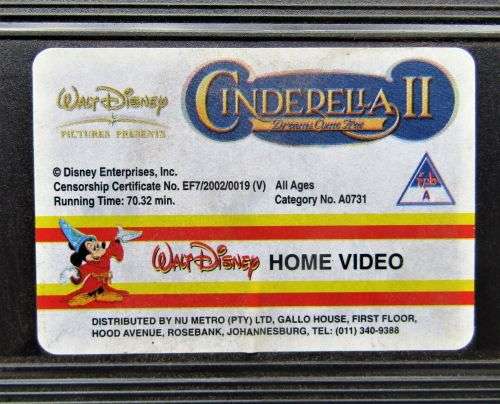 WALT DISNEY
PICTURES PRESENTS
CINDERELLA II
Dreams Come True
© Disney Enterprises, Inc.
Censorship Certificate No. EF7/2002/0019 (V) All Ages
Running Time: 70.32 min. Category No. A0731
A
WALT DISNEY HOME VIDEO
DISTRIBUTED BY NU METRO (PTY) LTD, GALLO HOUSE, FIRST FLOOR,
HOOD AVENUE, ROSEBANK, JOHANNESBURG, TEL: (011) 340-9388